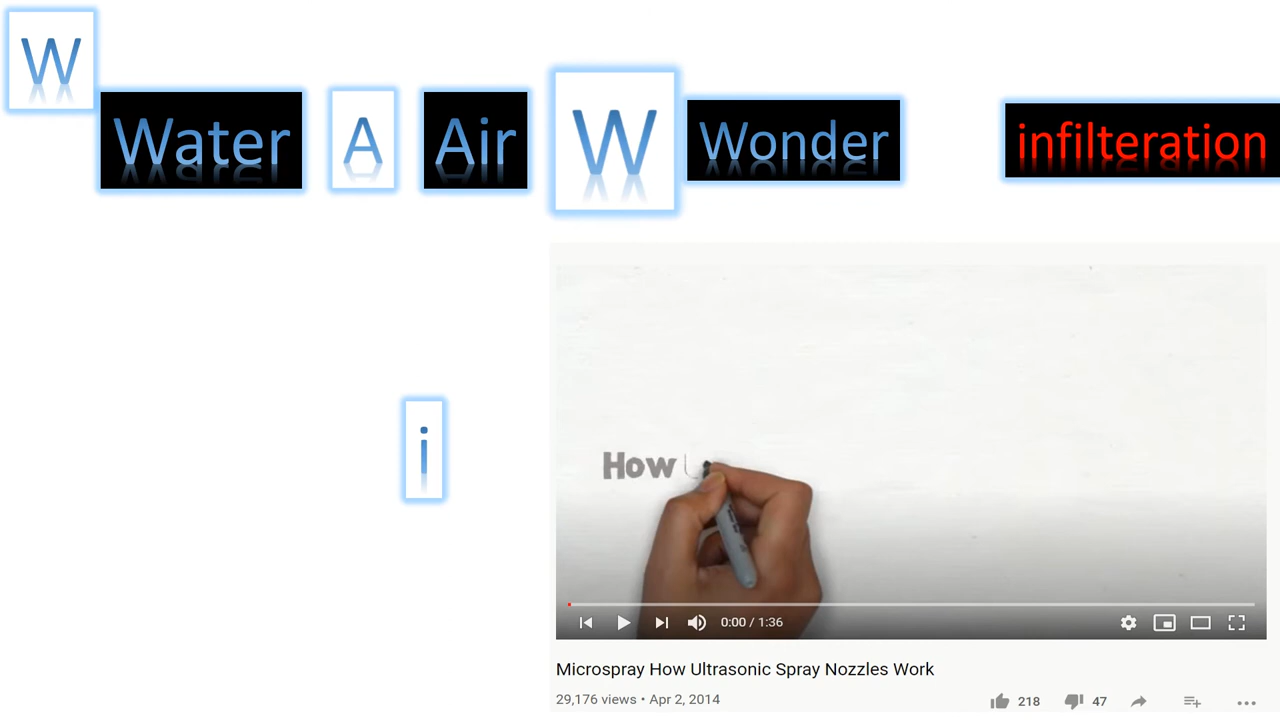 W
Water A Air W Wonder infilteration
i
How
0:00 / 1:36
Microspray How Ultrasonic Spray Nozzles Work
29,176 views • Apr 2, 2014 218 47